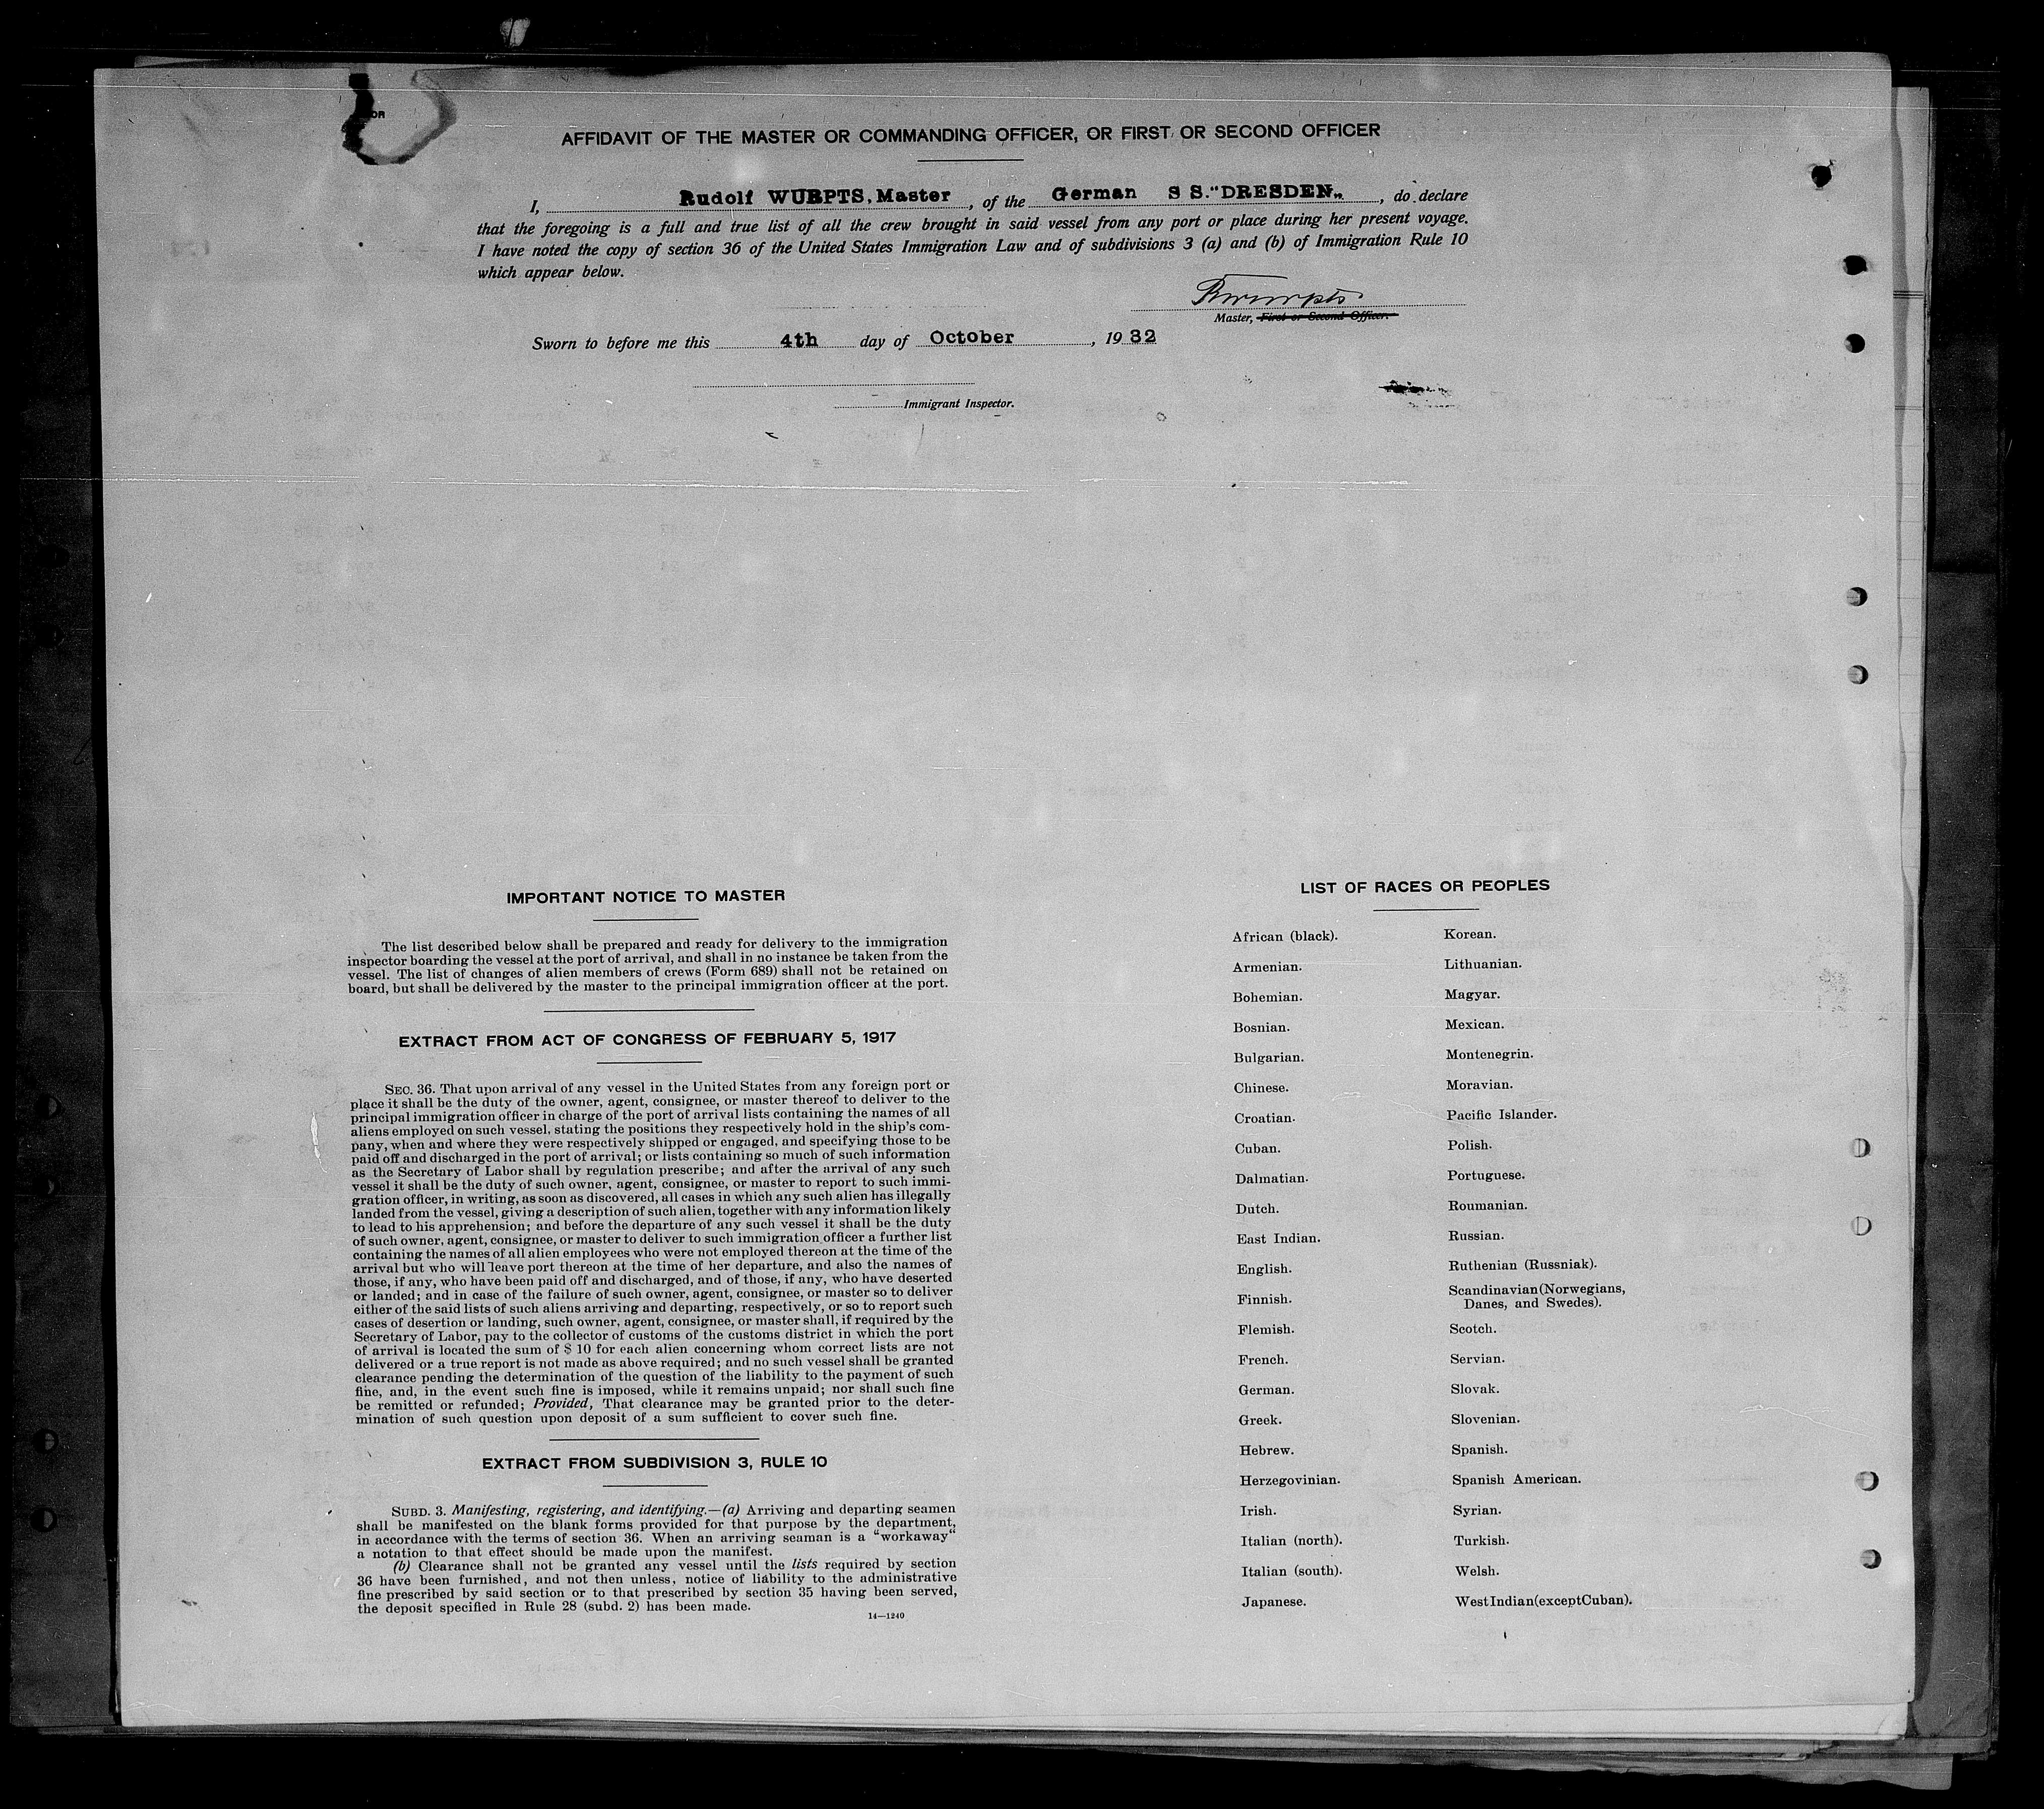 OR
AFFIDAVIT OF THE MASTER OR COMMANDING OFFICER, OR FIRST OR SECOND OFFICER
I, Rudolf WURPTS, Master, of the German S S. "DRESDEN", do declare
that the foregoing is a full and true list of all the crew brought in said vessel from any port or place during her present voyage.
I have noted the copy of section 36 of the United States Immigration Law and of subdivisions 3 (a) and (b) of Immigration Rule 10
which appear below.
RWurpts
Master, First or Second Officer.
Sworn to before me this 4th day of October, 1932
Immigrant Inspector.
IMPORTANT NOTICE TO MASTER
The list described below shall be prepared and ready for delivery to the immigration
inspector boarding the vessel at the port of arrival, and shall in no instance be taken from the
vessel. The list of changes of alien members of crews (Form 689) shall not be retained on
board, but shall be delivered by the master to the principal immigration officer at the port.
EXTRACT FROM ACT OF CONGRESS OF FEBRUARY 5, 1917
SEC. 36. That upon arrival of any vessel in the United States from any foreign port or
place it shall be the duty of the owner, agent, consignee, or master thereof to deliver to the
principal immigration officer in charge of the port of arrival lists containing the names of all
aliens employed on such vessel, stating the positions they respectively hold in the ship's com-
pany, when and where they were respectively shipped or engaged, and specifying those to be
paid off and discharged in the port of arrival; or lists containing so much of such information
as the Secretary of Labor shall by regulation prescribe; and after the arrival of any such
vessel it shall be the duty of such owner, agent, consignee, or master to report to such immi-
gration officer, in writing, as soon as discovered, all cases in which any such alien has illegally
landed from the vessel, giving a description of such alien, together with any information likely
to lead to his apprehension; and before the departure of any such vessel it shall be the duty
of such owner, agent, consignee, or master to deliver to such immigration officer a further list
containing the names of all alien employees who were not employed thereon at the time of the
arrival but who will leave port thereon at the time of her departure, and also the names of
those, if any, who have been paid off and discharged, and of those, if any, who have deserted
or landed; and in case of the failure of such owner, agent, consignee, or master so to deliver
either of the said lists of such aliens arriving and departing, respectively, or so to report such
cases of desertion or landing, such owner, agent, consignee, or master shall, if required by the
Secretary of Labor, pay to the collector of customs of the customs district in which the port
of arrival is located the sum of $ 10 for each alien concerning whom correct lists are not
delivered or a true report is not made as above required; and no such vessel shall be granted
clearance pending the determination of the question of the liability to the payment of such
fine, and, in the event such fine is imposed, while it remains unpaid; nor shall such fine
be remitted or refunded; Provided, That clearance may be granted prior to the deter-
mination of such question upon deposit of a sum sufficient to cover such fine.
EXTRACT FROM SUBDIVISION 3, RULE 10
SUBD. 3. Manifesting, registering, and identifying.—(a) Arriving and departing seamen
shall be manifested on the blank forms provided for that purpose by the department,
in accordance with the terms of section 36. When an arriving seaman is a "workaway"
a notation to that effect should be made upon the manifest.
(b) Clearance shall not be granted any vessel until the lists required by section
36 have been furnished, and not then unless, notice of liability to the administrative
fine prescribed by said section or to that prescribed by section 35 having been served,
the deposit specified in Rule 28 (subd. 2) has been made.
14—1240
LIST OF RACES OR PEOPLES
African (black).
Armenian.
Bohemian.
Bosnian.
Bulgarian.
Chinese.
Croatian.
Cuban.
Dalmatian.
Dutch.
East Indian.
English.
Finnish.
Flemish.
French.
German.
Greek.
Hebrew.
Herzegovinian.
Irish.
Italian (north).
Italian (south).
Japanese.
Korean.
Lithuanian.
Magyar.
Mexican.
Montenegrin.
Moravian.
Pacific Islander.
Polish.
Portuguese.
Roumanian.
Russian.
Ruthenian (Russniak).
Scandinavian (Norwegians,
Danes, and Swedes).
Scotch.
Servian.
Slovak.
Slovenian.
Spanish.
Spanish American.
Syrian.
Turkish.
Welsh.
West Indian (except Cuban).